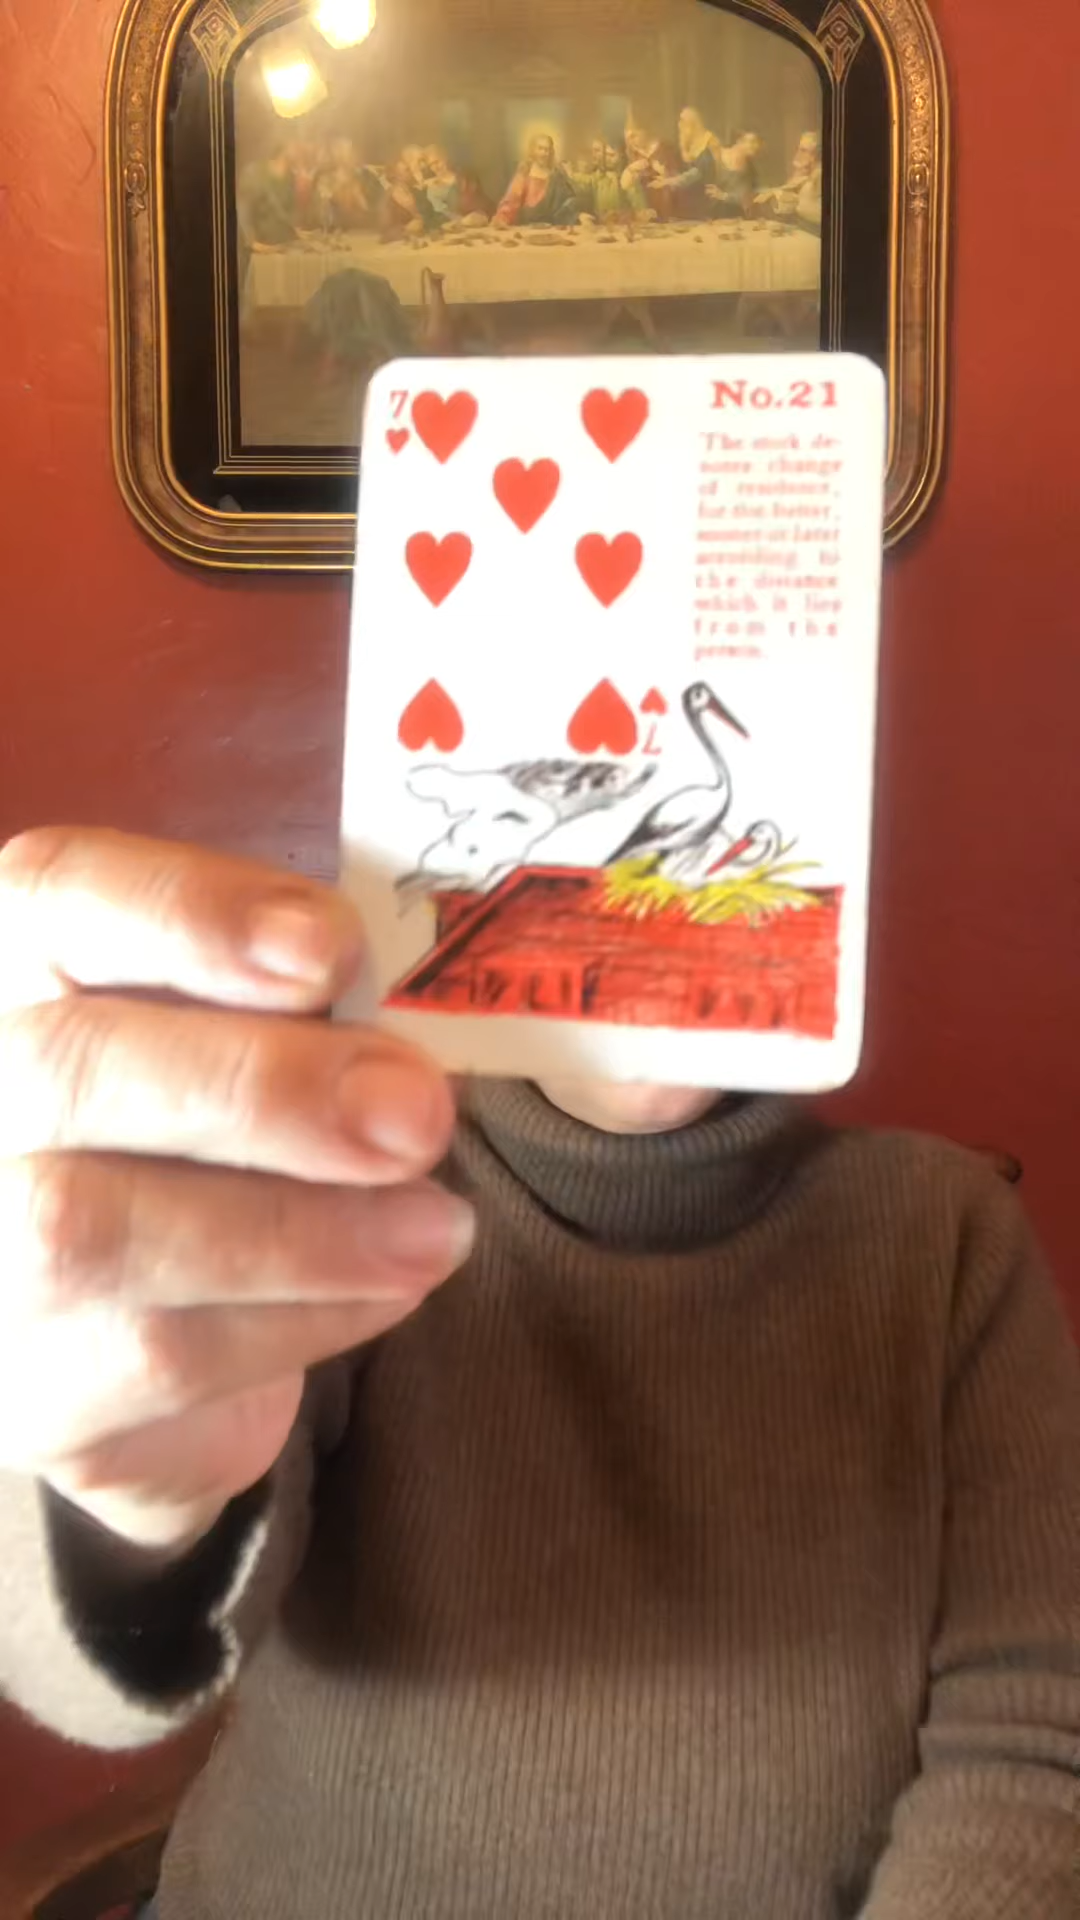 7
No.21
The stork de-
notes change
of residence,
for the better,
sooner or later
according to
the distance
which it lies
from the
person.
7